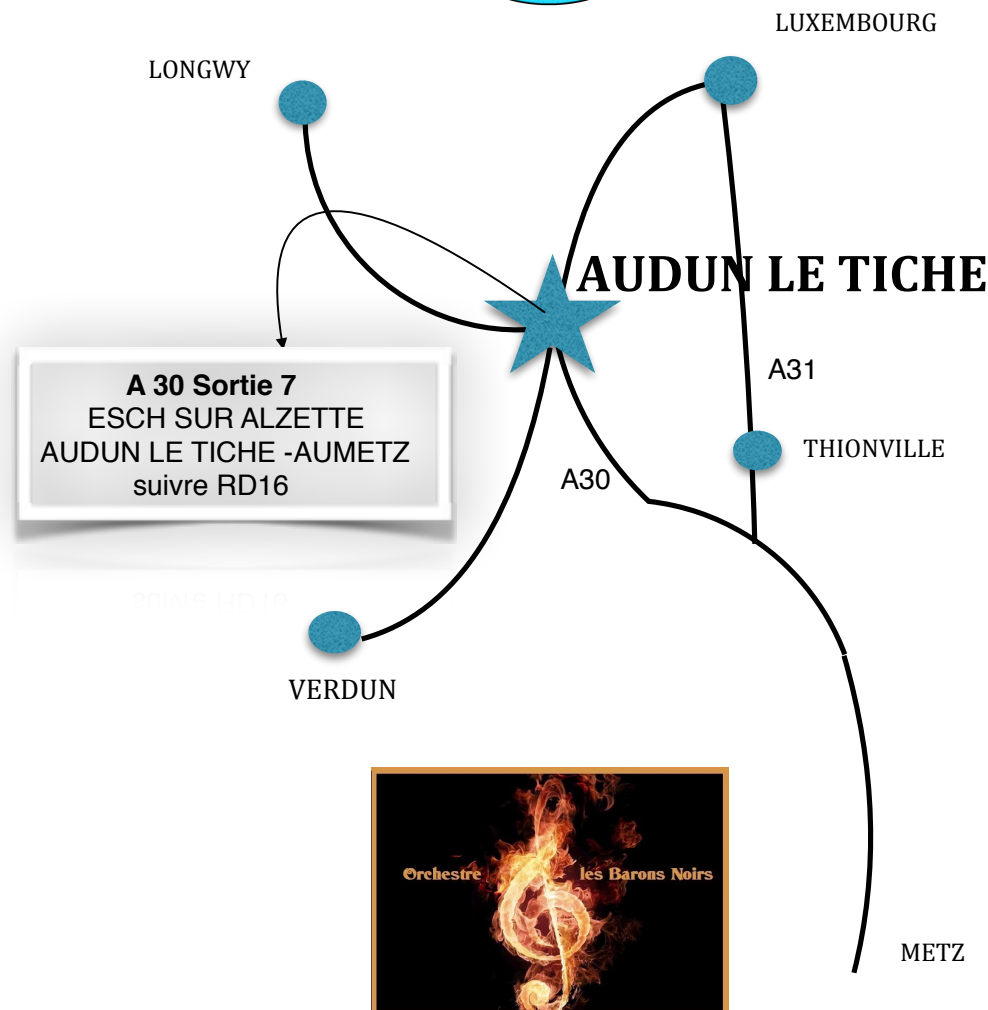 LUXEMBOURG
LONGWY
AUDUN LE TICHE
A31
A 30 Sortie 7
ESCH SUR ALZETTE
AUDUN LE TICHE -AUMETZ
suivre RD16
THIONVILLE
A30
VERDUN
Orchestre les Barons Noirs
METZ